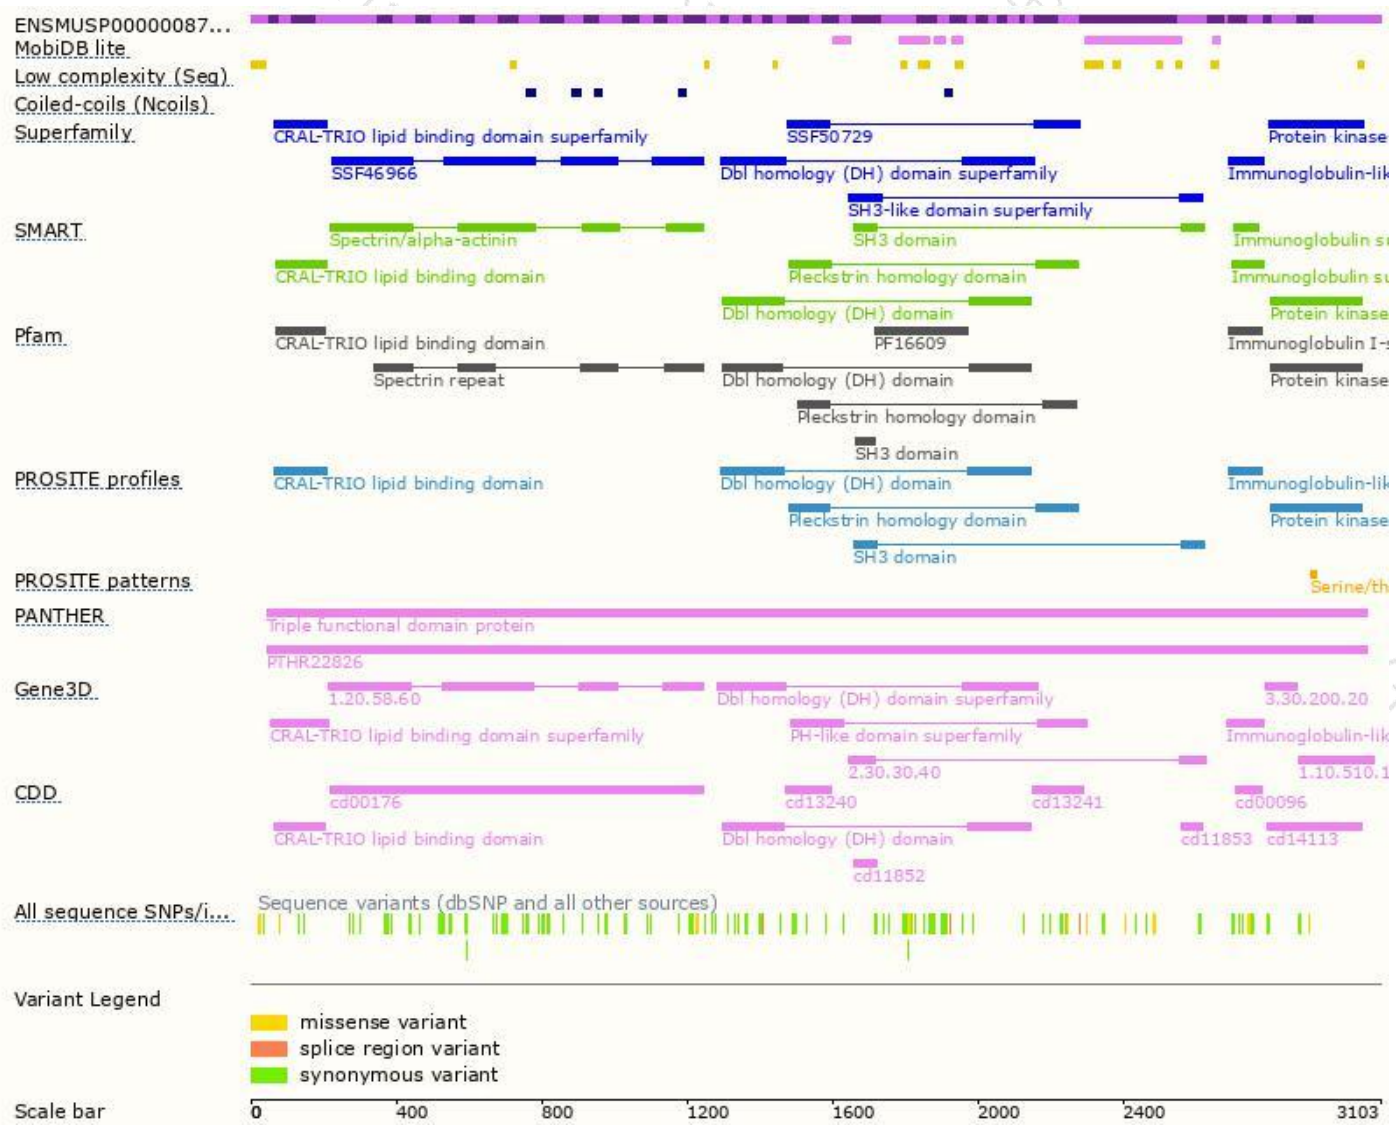 ENSMUSP00000087...
MobiDB lite
Low complexity (Seg)
Coiled-coils (Ncoils)
Superfamily
CRAL-TRIO lipid binding domain superfamily
SSF50729
Protein kinase
SSF46966
Dbl homology (DH) domain superfamily
Immunoglobulin-lik
SH3-like domain superfamily
SMART
Spectrin/alpha-actinin
SH3 domain
Immunoglobulin su
CRAL-TRIO lipid binding domain
Pleckstrin homology domain
Immunoglobulin su
Dbl homology (DH) domain
Protein kinase
Pfam
CRAL-TRIO lipid binding domain
PF16609
Immunoglobulin I-s
Spectrin repeat
Dbl homology (DH) domain
Protein kinase
Pleckstrin homology domain
SH3 domain
PROSITE profiles
CRAL-TRIO lipid binding domain
Dbl homology (DH) domain
Immunoglobulin-lik
Pleckstrin homology domain
Protein kinase
SH3 domain
PROSITE patterns
Serine/th
PANTHER
Triple functional domain protein
PTHR22826
Gene3D
1.20.58.60
Dbl homology (DH) domain superfamily
3.30.200.20
CRAL-TRIO lipid binding domain superfamily
PH-like domain superfamily
Immunoglobulin-lik
2.30.30.40
1.10.510.1
CDD
cd00176
cd13240
cd13241
cd00096
CRAL-TRIO lipid binding domain
Dbl homology (DH) domain
cd11853
cd14113
cd11852
All sequence SNPs/i...
Sequence variants (dbSNP and all other sources)
Variant Legend
missense variant
splice region variant
synonymous variant
Scale bar
0
400
800
1200
1600
2000
2400
3103